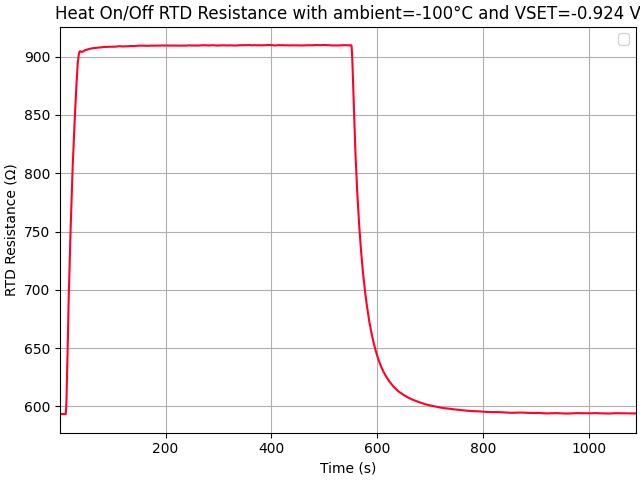 Heat On/Off RTD Resistance with ambient=-100°C and VSET=-0.924 V
900
850
800
750
700
650
600
RTD Resistance (Ω)
200 400 600 800 1000
Time (s)